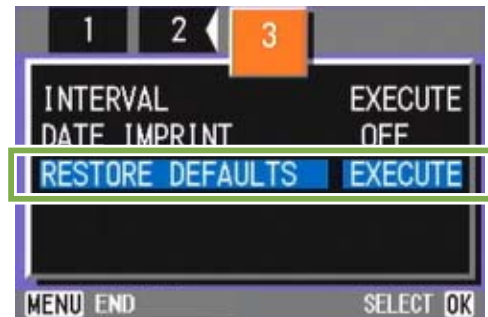 1 2 3
INTERVAL EXECUTE
DATE IMPRINT OFF
RESTORE DEFAULTS EXECUTE
MENU END SELECT OK